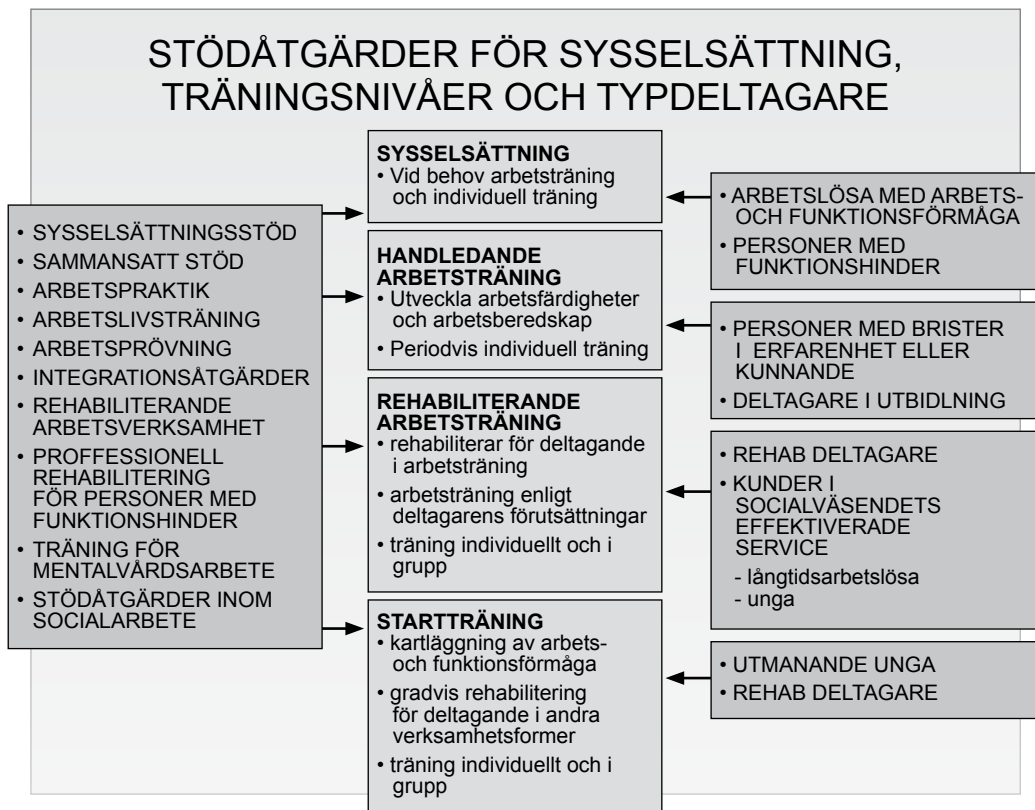 STÖDÅTGÄRDER FÖR SYSSELSÄTTNING,
TRÄNINGSNIVÅER OCH TYPDELTAGARE
• SYSSELSÄTTNINGSSTÖD
• SAMMANSATT STÖD
• ARBETSPRAKTIK
• ARBETSLIVSTRÄNING
• ARBETSPRÖVNING
• INTEGRATIONSÅTGÄRDER
• REHABILITERANDE
ARBETSVERKSAMHET
• PROFFESSIONELL
REHABILITERING
FÖR PERSONER MED
FUNKTIONSHINDER
• TRÄNING FÖR
MENTALVÅRDSARBETE
• STÖDÅTGÄRDER INOM
SOCIALARBETE
SYSSELSÄTTNING
• Vid behov arbetsträning
och individuell träning
HANDLEDANDE
ARBETSTRÄNING
• Utveckla arbetsfärdigheter
och arbetsberedskap
• Periodvis individuell träning
REHABILITERANDE
ARBETSTRÄNING
• rehabiliterar för deltagande
i arbetsträning
• arbetsträning enligt
deltagarens förutsättningar
• träning individuellt och i
grupp
STARTTRÄNING
• kartläggning av arbets-
och funktionsförmåga
• gradvis rehabilitering
för deltagande i andra
verksamhetsformer
• träning individuellt och i
grupp
• ARBETSLÖSA MED ARBETS-
OCH FUNKTIONSFÖRMÅGA
• PERSONER MED
FUNKTIONSHINDER
• PERSONER MED BRISTER
I ERFARENHET ELLER
KUNNANDE
• DELTAGARE I UTBIDLNING
• REHAB DELTAGARE
• KUNDER I
SOCIALVÄSENDETS
EFFEKTIVERADE
SERVICE
- långtidsarbetslösa
- unga
• UTMANANDE UNGA
• REHAB DELTAGARE